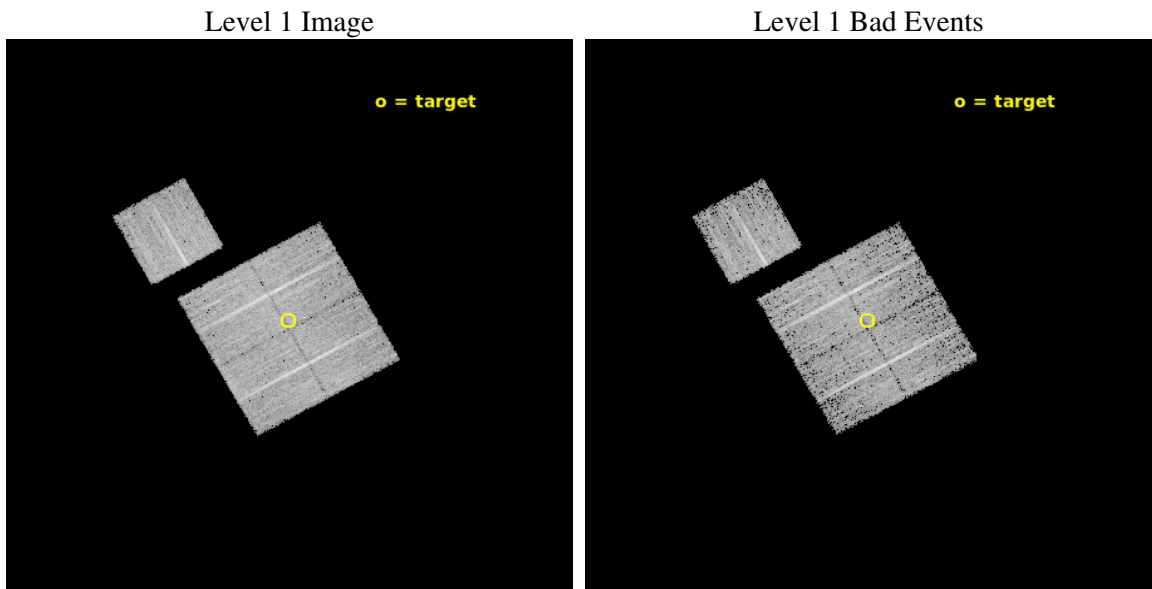 Level 1 Image
Level 1 Bad Events
o = target
o = target